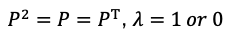 P² = P = Pᵀ, λ = 1 or 0